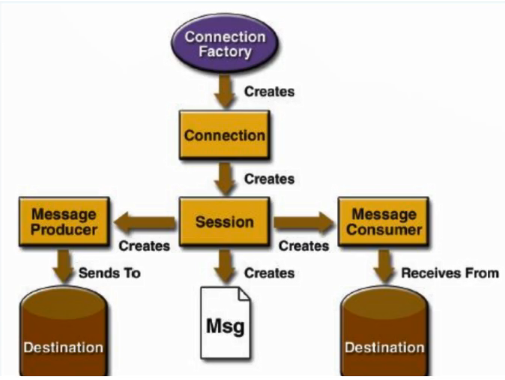 Connection
Factory
Creates
Connection
Creates
Message
Producer
Session
Message
Consumer
Creates
Creates
Sends To
Creates
Receives From
Msg
Destination
Destination